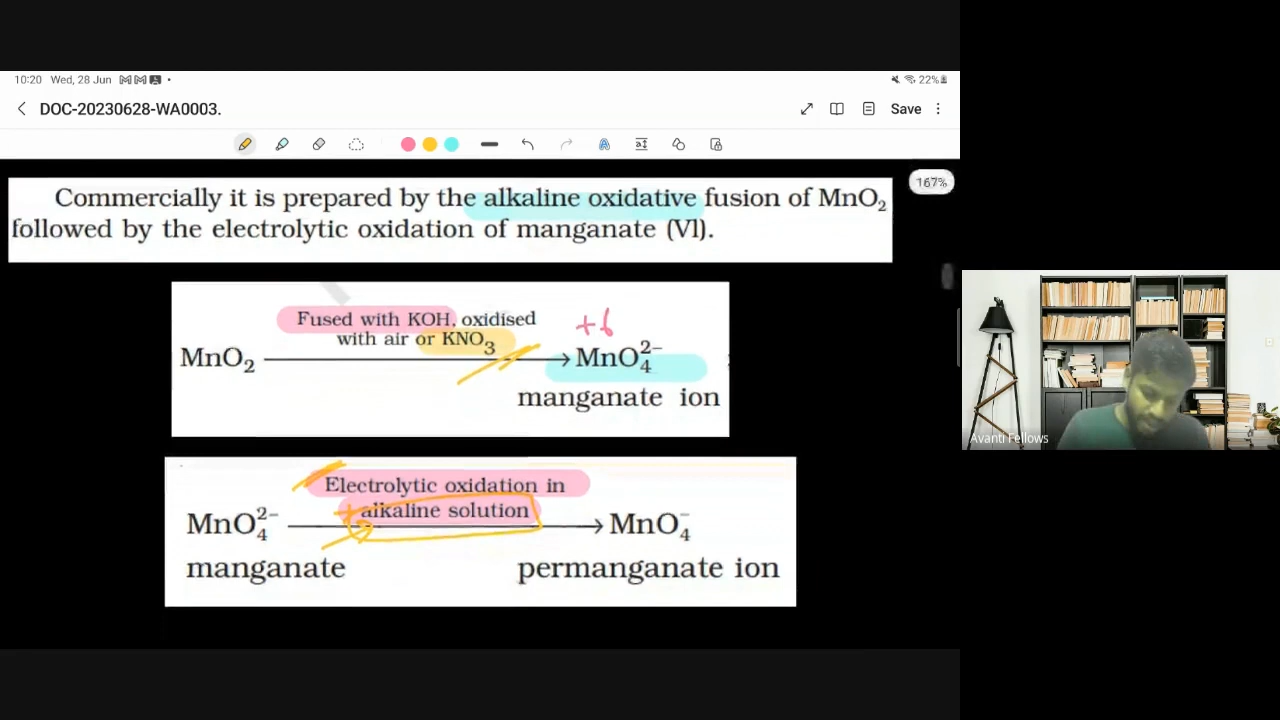 10:20 Wed, 28 Jun
22%
DOC-20230628-WA0003.
Save
167%
Commercially it is prepared by the alkaline oxidative fusion of MnO₂
followed by the electrolytic oxidation of manganate (Vl).
Fused with KOH, oxidised
with air or KNO₃
+6
MnO₂ → MnO₄²⁻
manganate ion
Electrolytic oxidation in
alkaline solution
MnO₄²⁻ → MnO₄⁻
manganate permanganate ion
Avanti Fellows